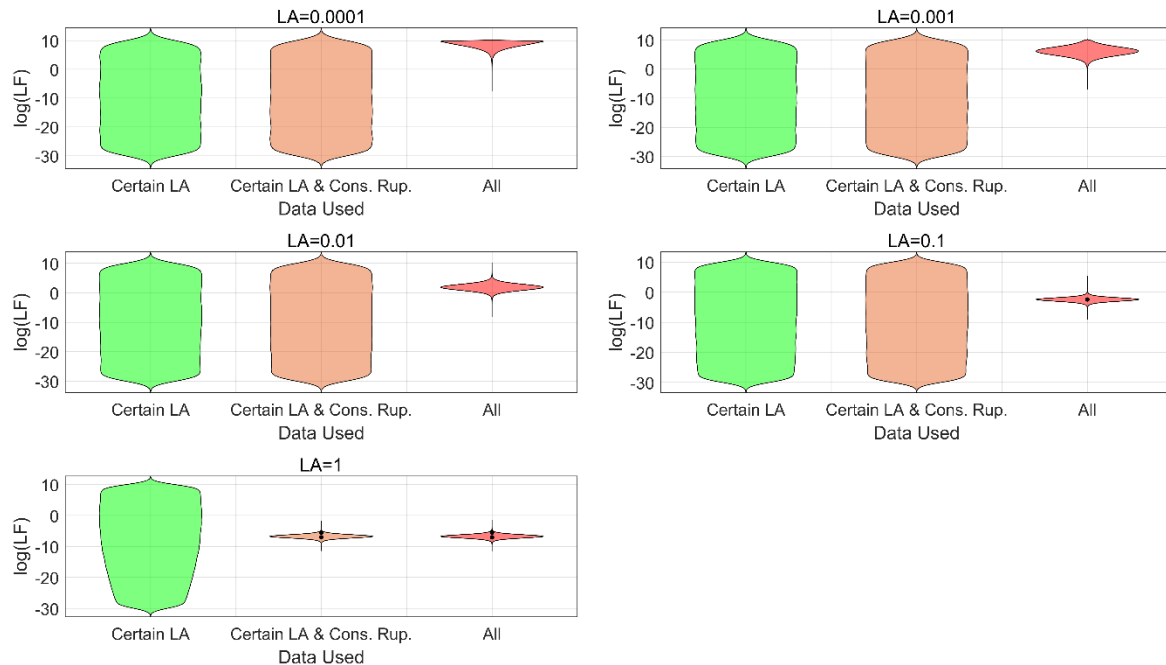 LA=0.0001
10
0
-10
-20
-30
log(LF)
Certain LA
Certain LA & Cons. Rup.
All
Data Used
LA=0.001
10
0
-10
-20
-30
log(LF)
Certain LA
Certain LA & Cons. Rup.
All
Data Used
LA=0.01
10
0
-10
-20
-30
log(LF)
Certain LA
Certain LA & Cons. Rup.
All
Data Used
LA=0.1
10
0
-10
-20
-30
log(LF)
Certain LA
Certain LA & Cons. Rup.
All
Data Used
LA=1
10
0
-10
-20
-30
log(LF)
Certain LA
Certain LA & Cons. Rup.
All
Data Used